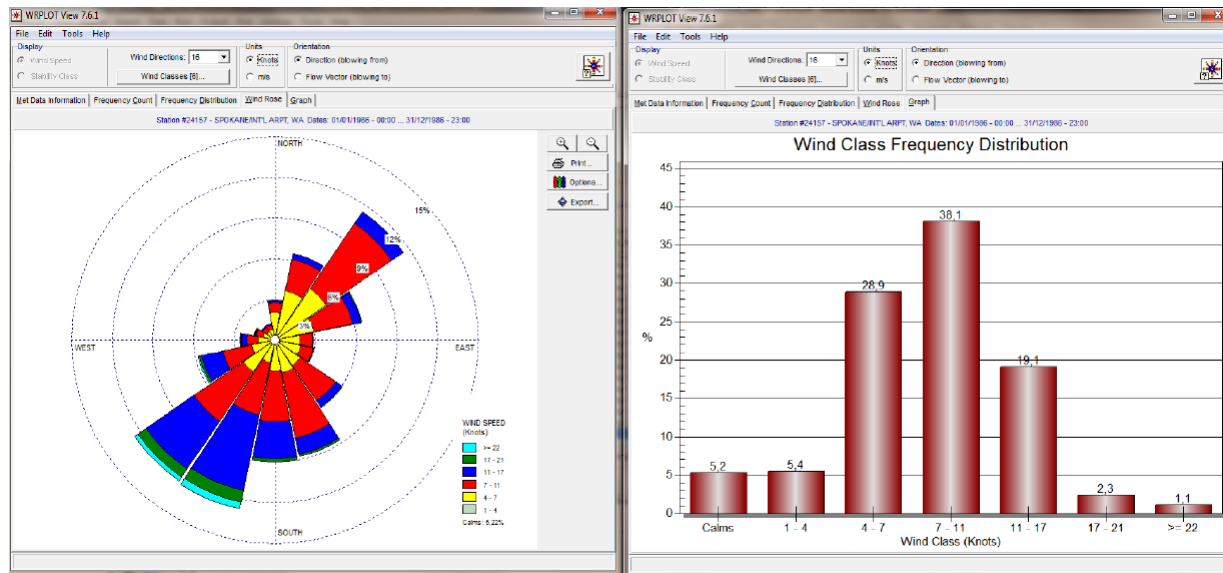 WRPLOT View 7.6.1
File Edit Tools Help
Display
Wind Speed
Stability Class
Wind Directions: 16
Wind Classes [6]...
Units
Knots
m/s
Orientation
Direction (blowing from)
Flow Vector (blowing to)
Met Data Information Frequency Count Frequency Distribution Wind Rose Graph
Station #24157 - SPOKANE/INT'L ARPT, WA Dates: 01/01/1986 - 00:00 ... 31/12/1986 - 23:00
NORTH
15%
12%
9%
6%
3%
WEST
EAST
SOUTH
Print...
Options...
Export...
WIND SPEED
(Knots)
>= 22
17 - 21
11 - 17
7 - 11
4 - 7
1 - 4
WRPLOT View 7.6.1
File Edit Tools Help
Display
Wind Speed
Stability Class
Wind Directions: 16
Wind Classes [6]...
Units
Knots
m/s
Orientation
Direction (blowing from)
Flow Vector (blowing to)
Met Data Information Frequency Count Frequency Distribution Wind Rose Graph
Station #24157 - SPOKANE/INT'L ARPT, WA Dates: 01/01/1986 - 00:00 ... 31/12/1986 - 23:00
Wind Class Frequency Distribution
45
40
35
30
25
20
15
10
5
0
%
5,2
5,4
28,9
38,1
19,1
2,3
1,1
Calms 1 - 4 4 - 7 7 - 11 11 - 17 17 - 21 >= 22
Wind Class (Knots)